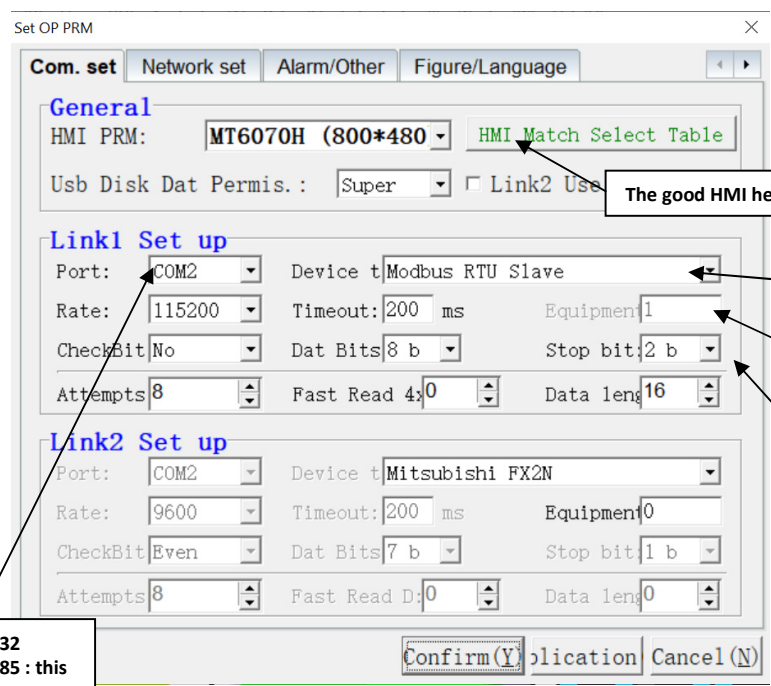 Set OP PRM
Com. set Network set Alarm/Other Figure/Language
General
HMI PRM: MT6070H (800*480 HMI Match Select Table
Usb Disk Dat Permis.: Super Link2 Use
The good HMI he
Link1 Set up
Port: COM2 Device t Modbus RTU Slave
Rate: 115200 Timeout: 200 ms Equipment 1
CheckBit No Dat Bits 8 b Stop bit: 2 b
Attempts 8 Fast Read 4x 0 Data leng 16
Link2 Set up
Port: COM2 Device t Mitsubishi FX2N
Rate: 9600 Timeout: 200 ms Equipment 0
CheckBit Even Dat Bits 7 b Stop bit: 1 b
Attempts 8 Fast Read D: 0 Data leng 0
32
85 : this
Confirm(Y) plication Cancel(N)